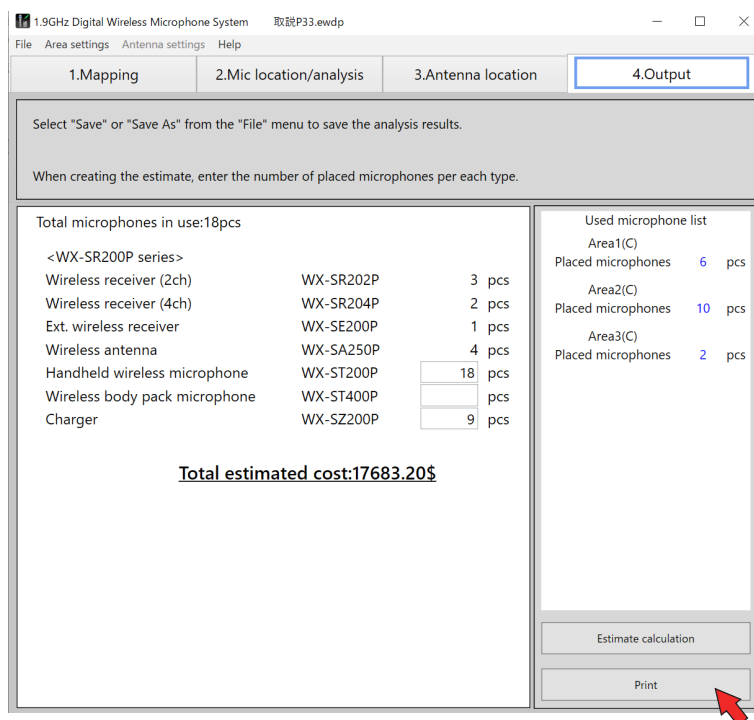 1.9GHz Digital Wireless Microphone System 取説P33.ewdp
File Area settings Antenna settings Help
1.Mapping 2.Mic location/analysis 3.Antenna location 4.Output
Select "Save" or "Save As" from the "File" menu to save the analysis results.
When creating the estimate, enter the number of placed microphones per each type.
Total microphones in use:18pcs
<WX-SR200P series>
Wireless receiver (2ch) WX-SR202P 3 pcs
Wireless receiver (4ch) WX-SR204P 2 pcs
Ext. wireless receiver WX-SE200P 1 pcs
Wireless antenna WX-SA250P 4 pcs
Handheld wireless microphone WX-ST200P 18 pcs
Wireless body pack microphone WX-ST400P pcs
Charger WX-SZ200P 9 pcs
Total estimated cost:17683.20$
Used microphone list
Area1(C)
Placed microphones 6 pcs
Area2(C)
Placed microphones 10 pcs
Area3(C)
Placed microphones 2 pcs
Estimate calculation
Print